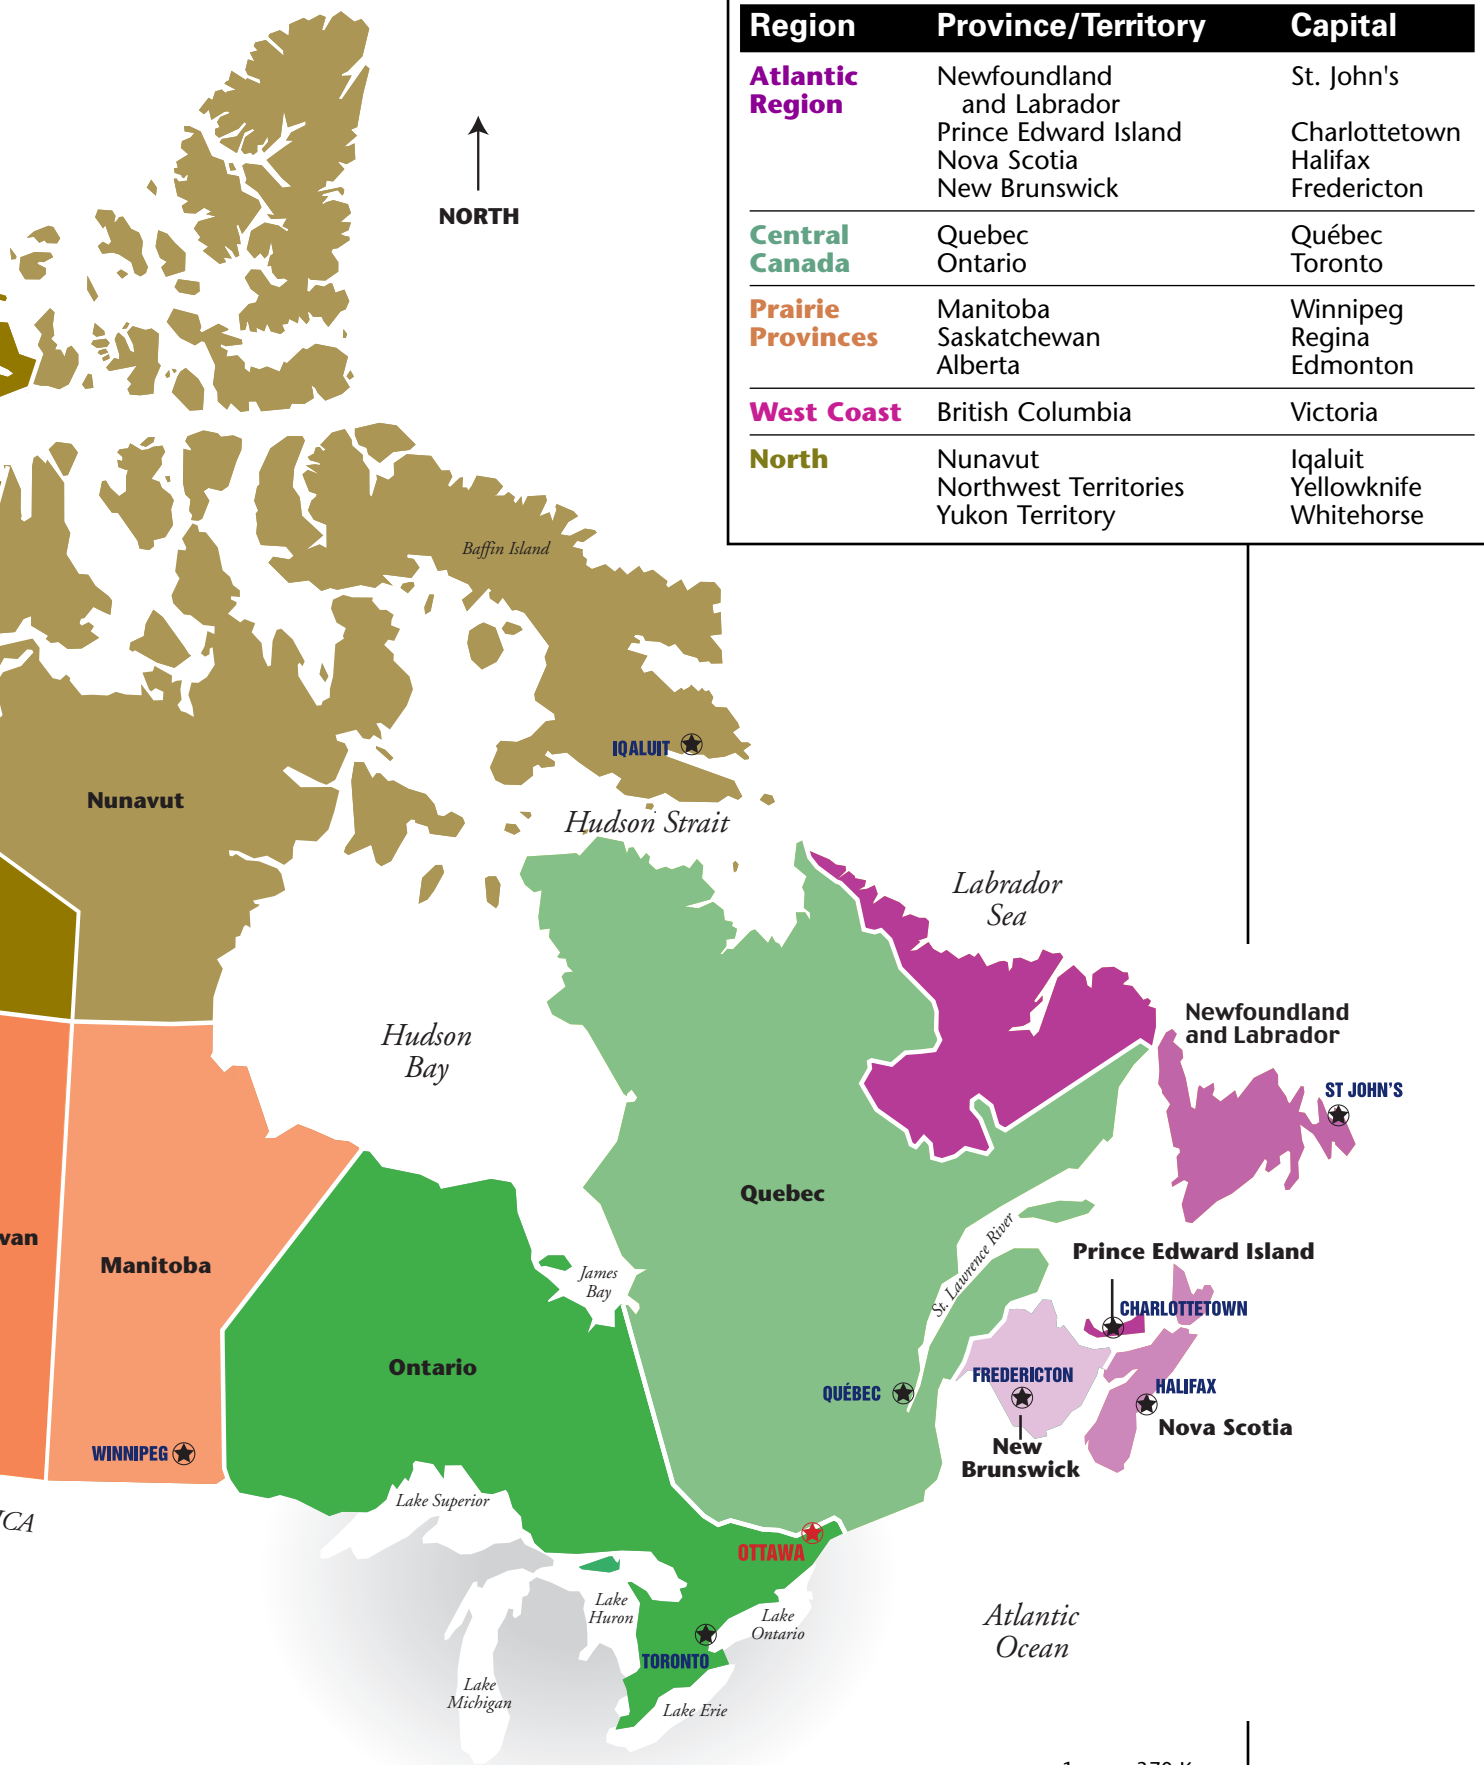 Region Province/Territory Capital
Atlantic Region
Newfoundland and Labrador St. John's
Prince Edward Island Charlottetown
Nova Scotia Halifax
New Brunswick Fredericton
Central Canada
Quebec Québec
Ontario Toronto
Prairie Provinces
Manitoba Winnipeg
Saskatchewan Regina
Alberta Edmonton
West Coast British Columbia Victoria
North
Nunavut Iqaluit
Northwest Territories Yellowknife
Yukon Territory Whitehorse
NORTH
Baffin Island
IQALUIT
Nunavut
Hudson Strait
Labrador
Sea
Newfoundland
and Labrador
Hudson
Bay
ST JOHN'S
Quebec
St. Lawrence River
van
Manitoba
Prince Edward Island
James
Bay
CHARLOTTETOWN
Ontario
FREDERICTON
QUÉBEC
HALIFAX
Nova Scotia
New
Brunswick
WINNIPEG
Lake Superior
ICA
OTTAWA
Lake
Huron
Lake
Ontario
Atlantic
Ocean
TORONTO
Lake
Michigan
Lake Erie